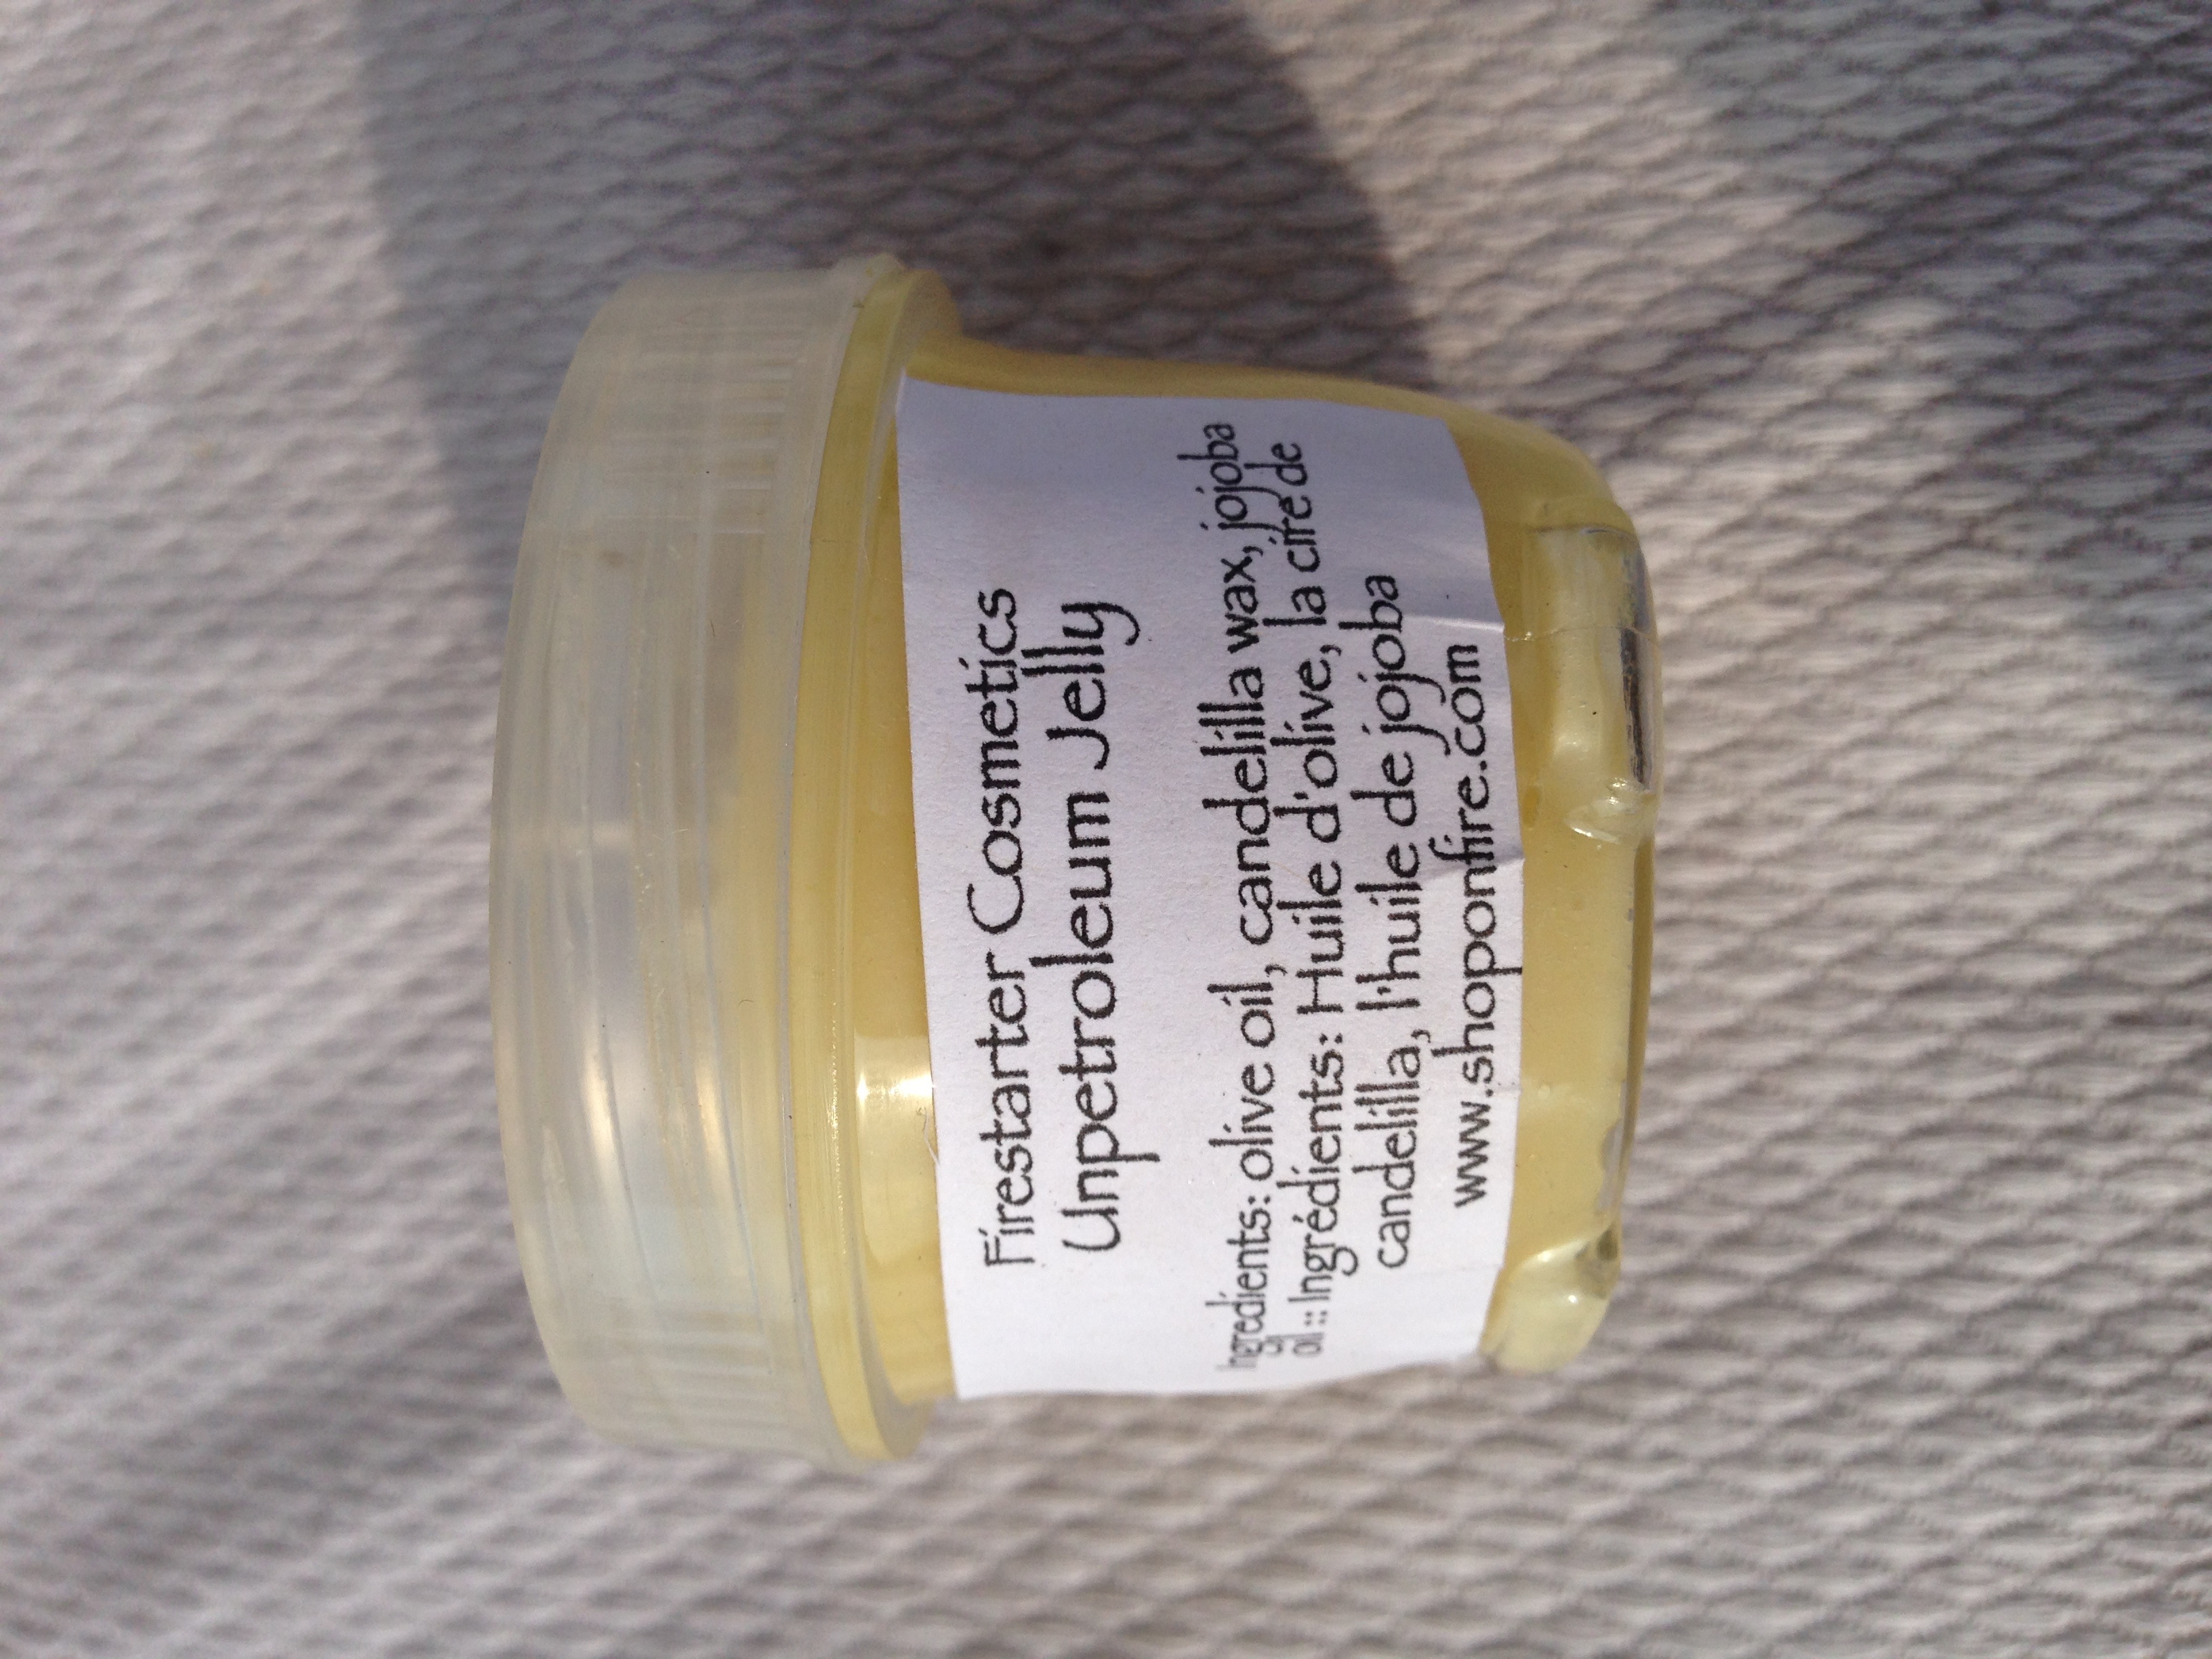 Firestarter Cosmetics
Unpetroleum Jelly
Ingredients: olive oil, candelilla wax, jojoba
oil :: Ingrédients: Huile d'olive, la cire de
candelilla, l'huile de jojoba
www.shoponfire.com